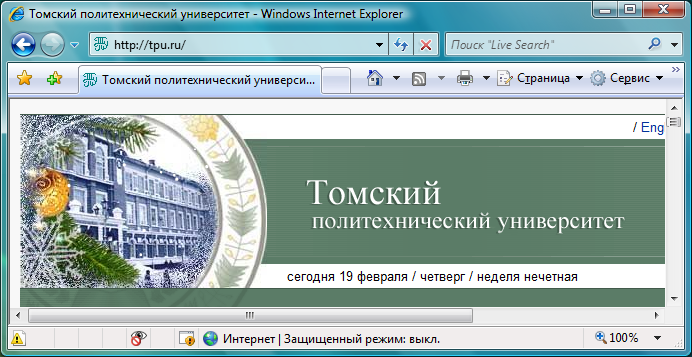 Томский политехнический университет - Windows Internet Explorer
http://tpu.ru/
Поиск "Live Search"
Томский политехнический универси...
Страница
Сервис
/ Eng
Томский
политехнический университет
сегодня 19 февраля / четверг / неделя нечетная
Интернет | Защищенный режим: выкл.
100%